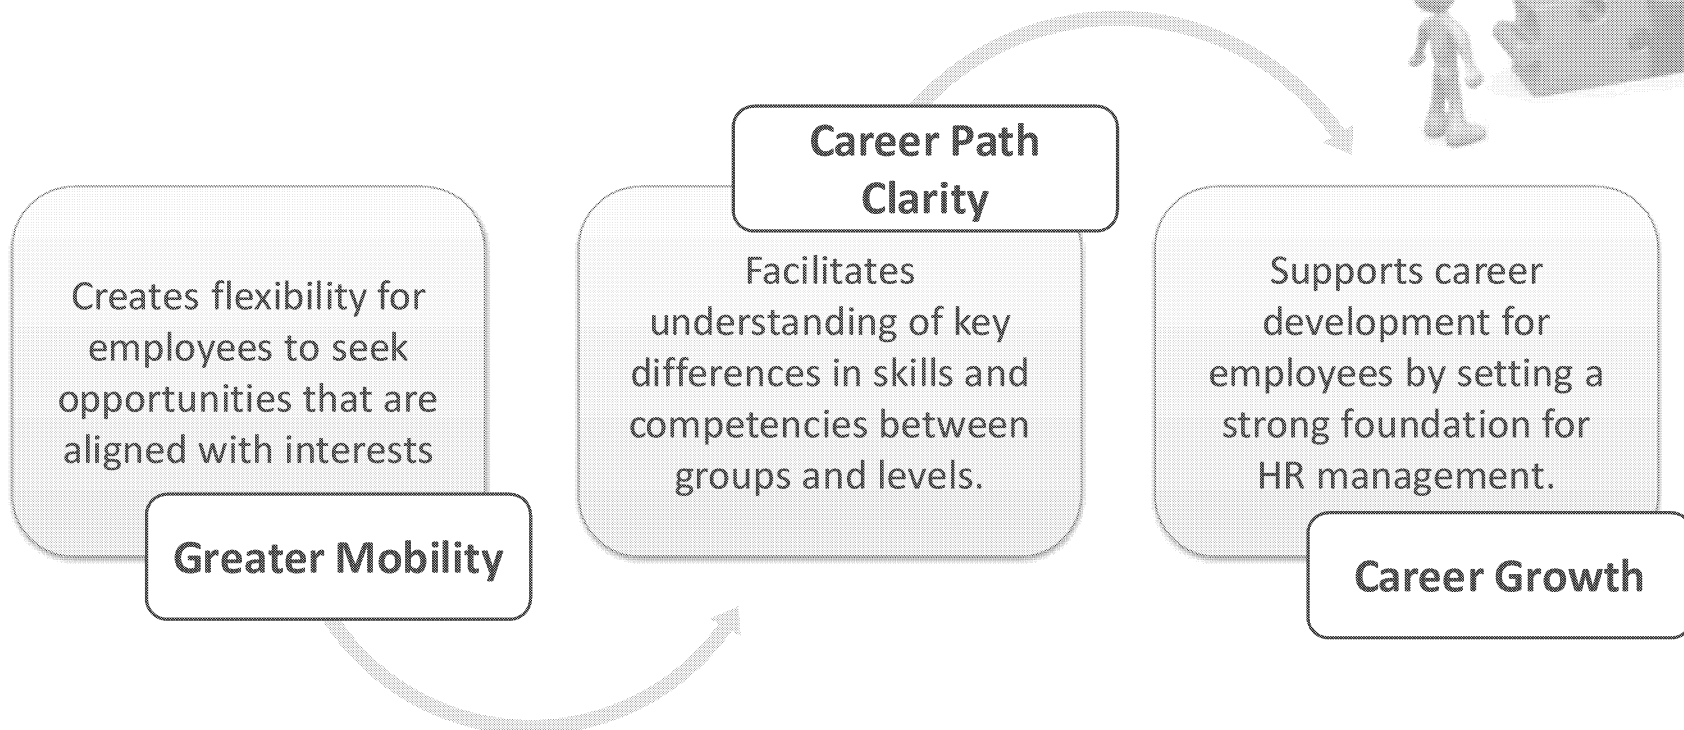 Creates flexibility for
employees to seek
opportunities that are
aligned with interests
Greater Mobility
Career Path
Clarity
Facilitates
understanding of key
differences in skills and
competencies between
groups and levels.
Supports career
development for
employees by setting a
strong foundation for
HR management.
Career Growth